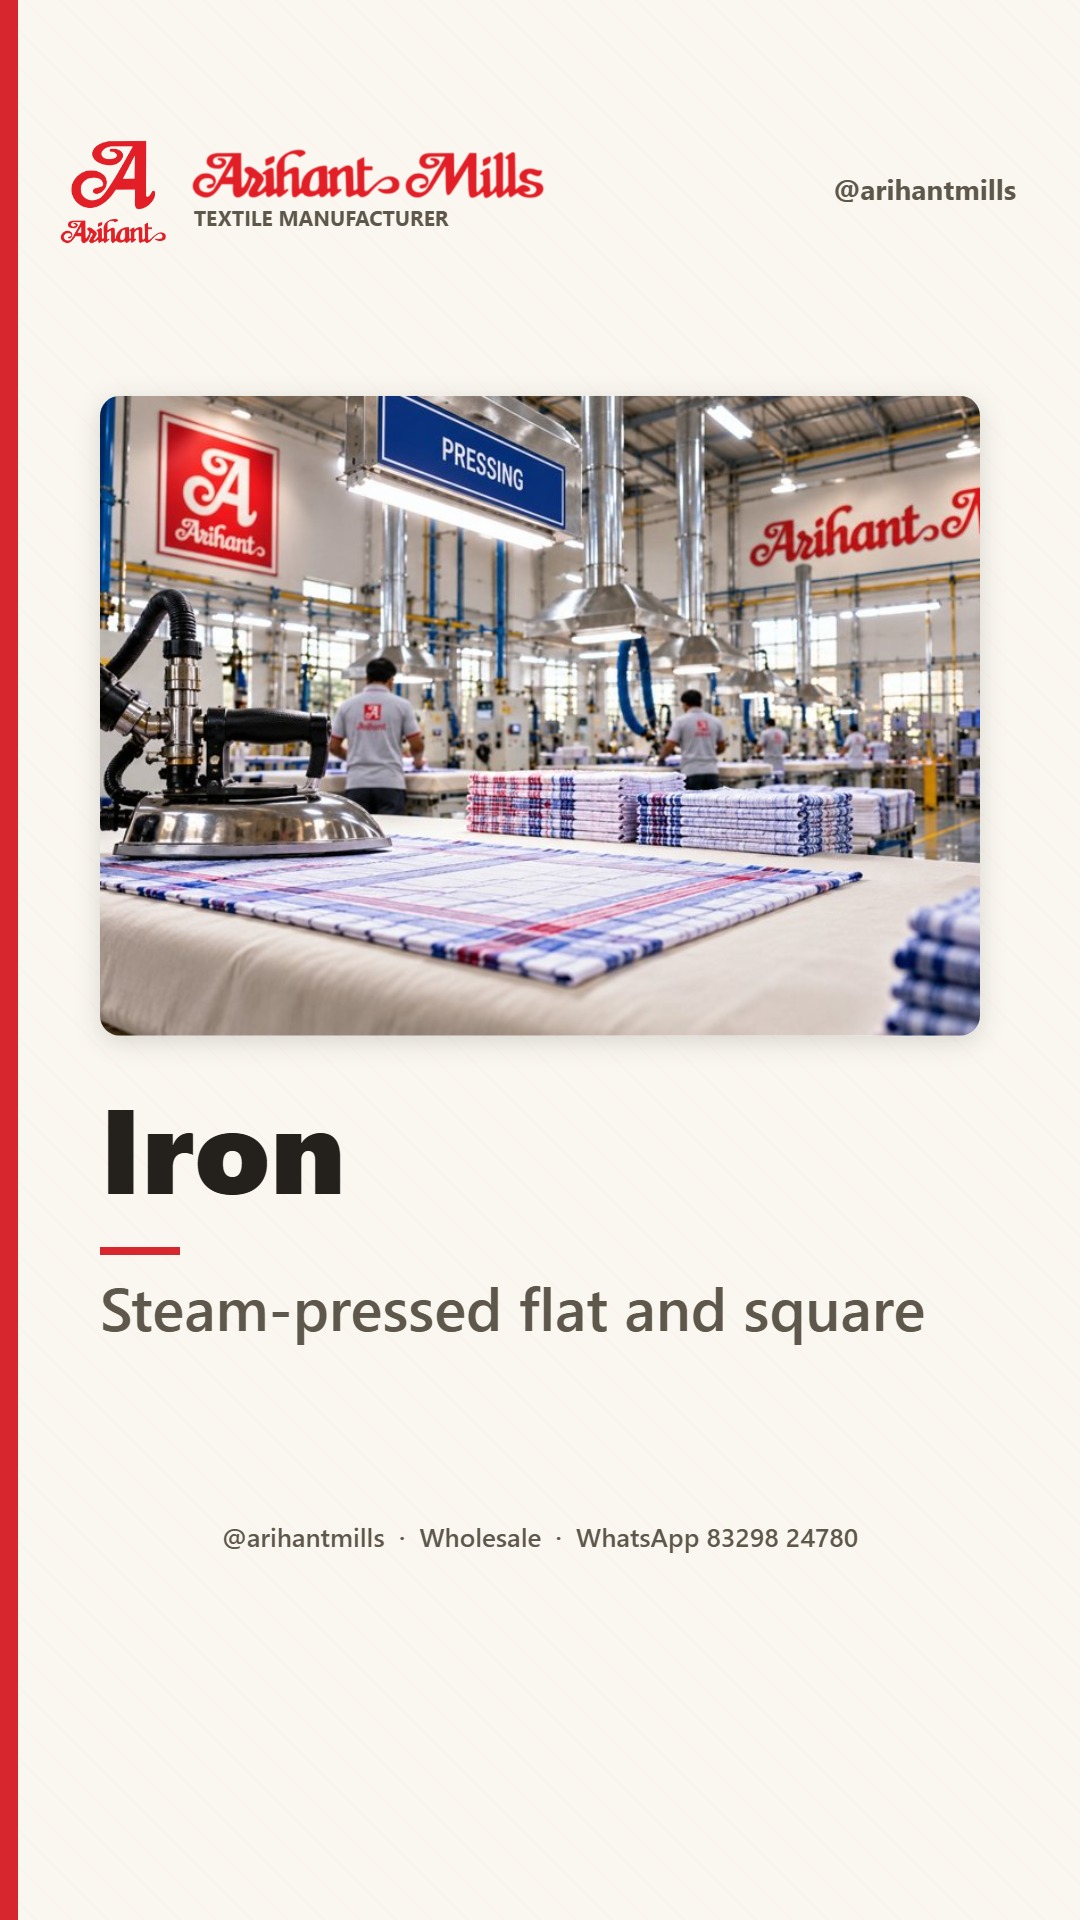 A
Arihant
Arihant Mills
TEXTILE MANUFACTURER
@arihantmills
A
Arihant
PRESSING
Arihant M
Iron
Steam-pressed flat and square
@arihantmills · Wholesale · WhatsApp 83298 24780